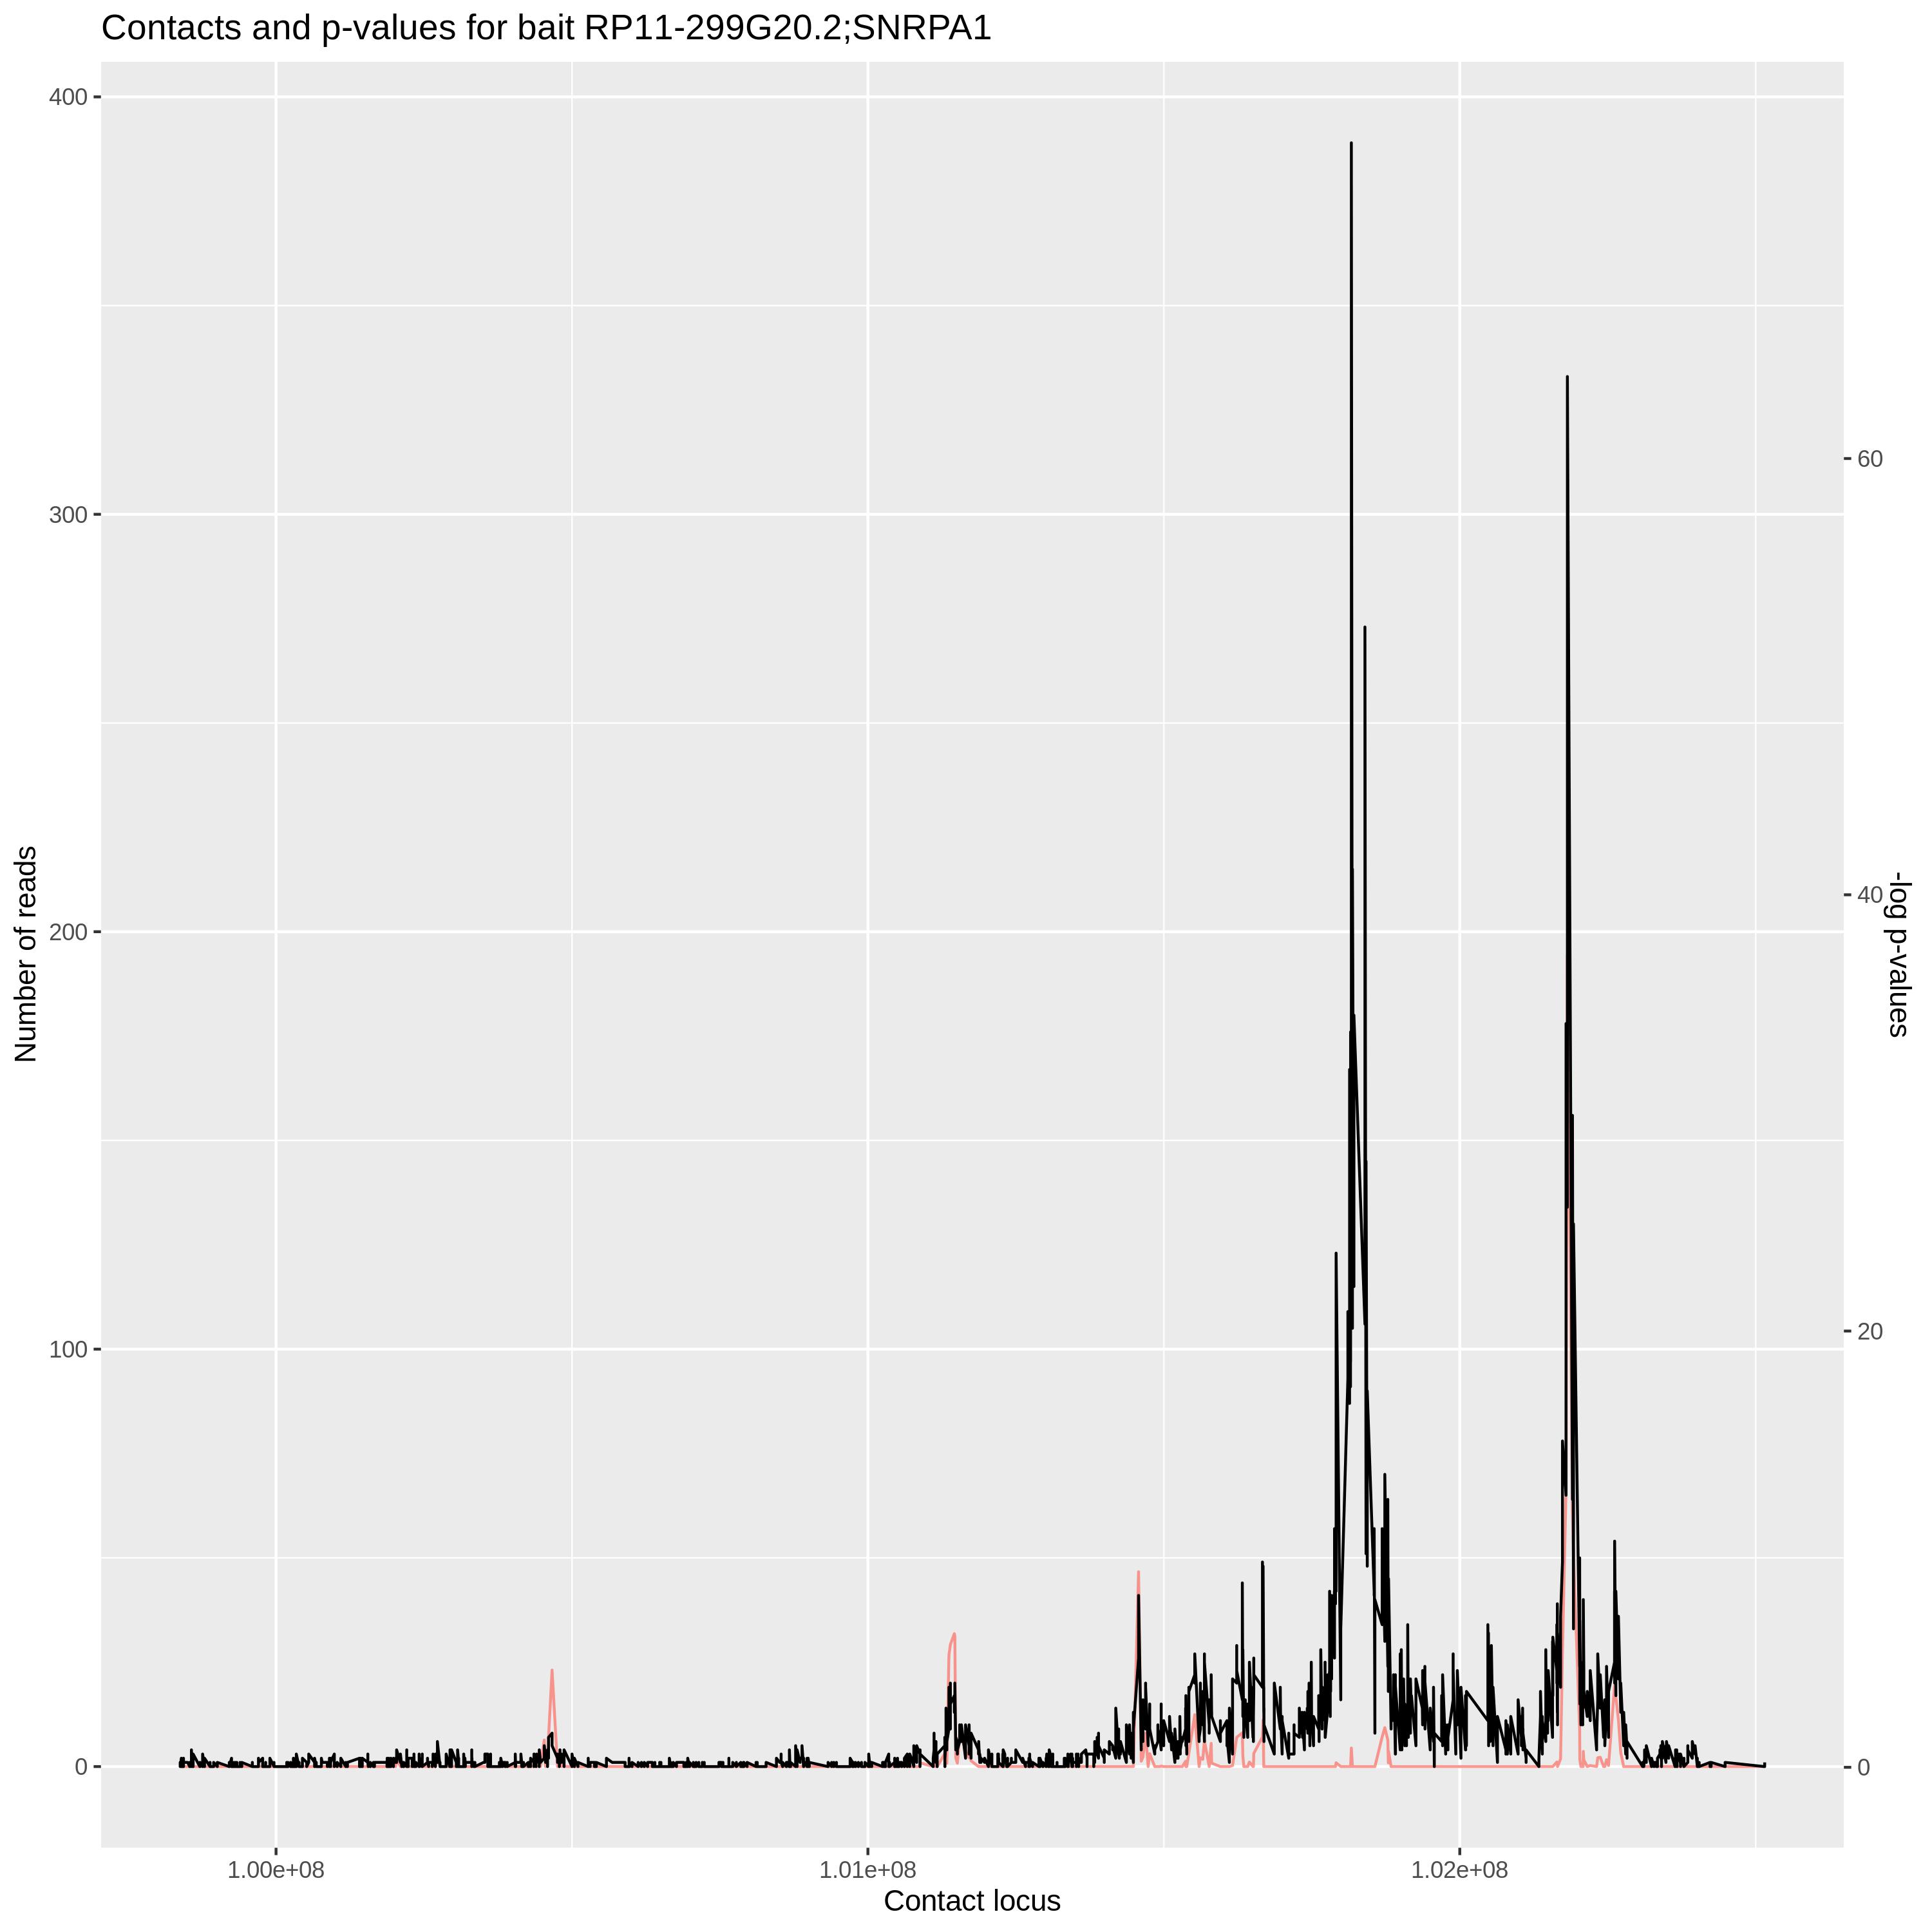 Contacts and p-values for bait RP11-299G20.2;SNRPA1
400
300
200
100
0
Number of reads
60
40
20
0
-log p-values
1.00e+08
1.01e+08
1.02e+08
Contact locus